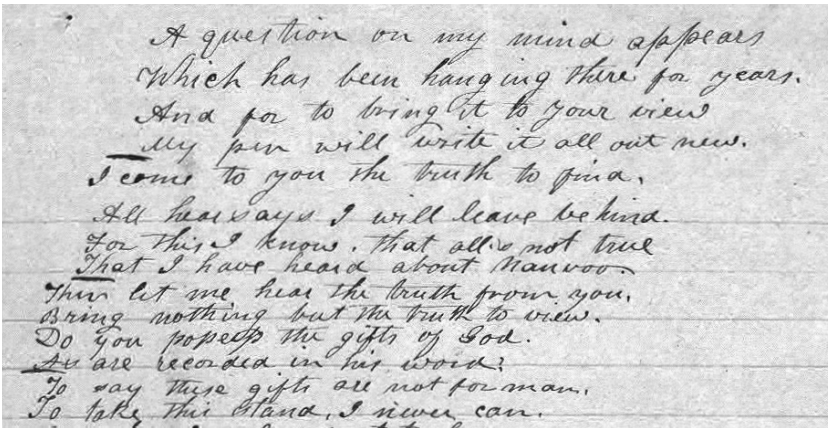 A question on my mind appears
Which has been hanging there for years.
And for to bring it to your view
My pen will write it all out new.
I come to you the truth to find.
All hearsays I will leave behind.
For this I know, that all is not true
That I have heard about Nauvoo.
Then let me hear the truth from you,
Bring nothing but the truth to view.
Do you posess the gifts of God.
As are recorded in his word?
To say these gifts are not for man,
To take this stand, I never can.